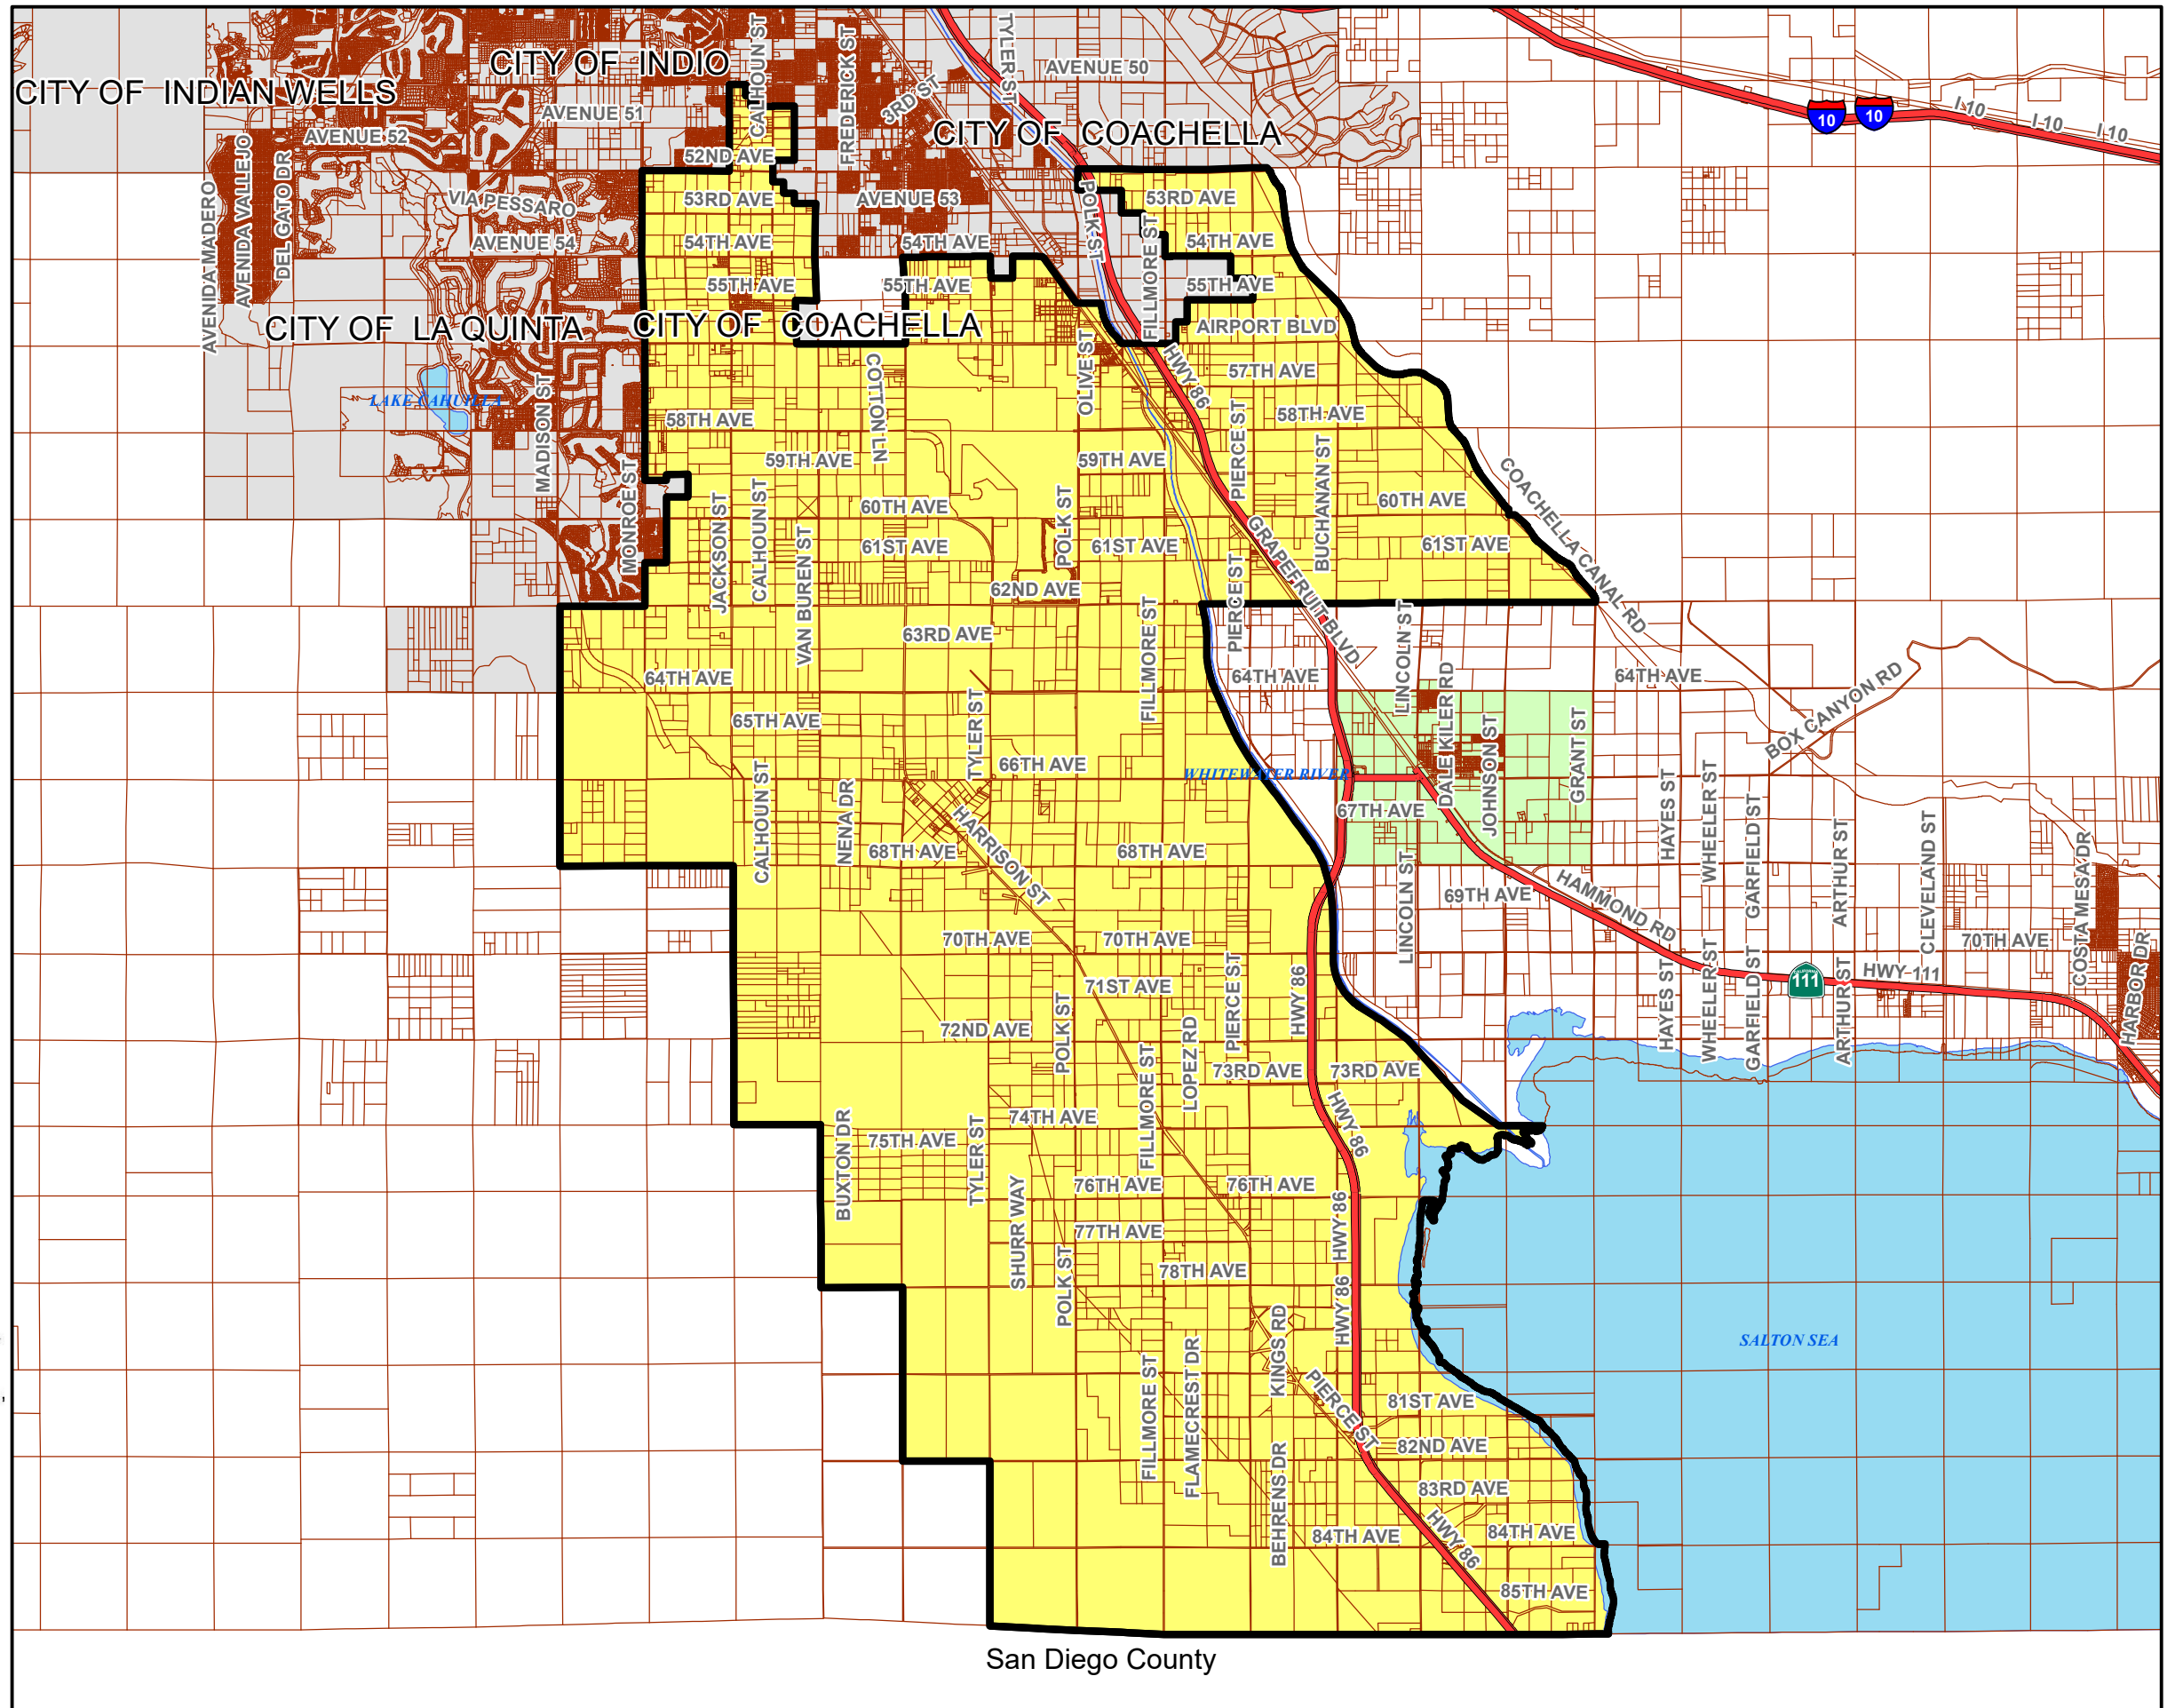 CALHOUN ST
FREDERICK ST
TYLER ST
CITY OF INDIO
AVENUE 50
CITY OF INDIAN WELLS
3RD ST
10
10
I 10
I 10
I 10
AVENUE 51
AVENUE 52
CITY OF COACHELLA
52ND AVE
AVENIDA MADERO
AVENIDA VALLEJO
DEL GATO DR
VIA PESSARO
53RD AVE
AVENUE 53
53RD AVE
POLK ST
FILLMORE ST
AVENUE 54
54TH AVE
54TH AVE
54TH AVE
55TH AVE
55TH AVE
55TH AVE
CITY OF LA QUINTA
CITY OF COACHELLA
AIRPORT BLVD
LAKE CAHUILLA
MADISON ST
COTTON LN
OLIVE ST
HWY 86
57TH AVE
58TH AVE
PIERCE ST
58TH AVE
59TH AVE
59TH AVE
BUCHANAN ST
COACHELLA CANAL RD
MONROE ST
JACKSON ST
CALHOUN ST
60TH AVE
POLK ST
60TH AVE
VAN BUREN ST
61ST AVE
61ST AVE
GRAPEFRUIT BLVD
61ST AVE
62ND AVE
PIERCE ST
FILLMORE ST
LINCOLN ST
63RD AVE
64TH AVE
64TH AVE
DALE KILER RD
64TH AVE
BOX CANYON RD
65TH AVE
TYLER ST
JOHNSON ST
GRANT ST
66TH AVE
WHITEWATER RIVER
CALHOUN ST
NENA DR
HARRISON ST
67TH AVE
HAYES ST
WHEELER ST
GARFIELD ST
ARTHUR ST
CLEVELAND ST
COSTA MESA DR
68TH AVE
68TH AVE
LINCOLN ST
69TH AVE
HAMMOND RD
70TH AVE
70TH AVE
70TH AVE
HARBOR DR
HWY 86
PIERCE ST
71ST AVE
HAYES ST
WHEELER ST
GARFIELD ST
111
ARTHUR ST
HWY 111
72ND AVE
POLK ST
LOPEZ RD
FILLMORE ST
73RD AVE
73RD AVE
74TH AVE
HWY 86
BUXTON DR
75TH AVE
TYLER ST
SHURR WAY
76TH AVE
76TH AVE
HWY 86
77TH AVE
POLK ST
78TH AVE
HWY 86
KINGS RD
SALTON SEA
FILLMORE ST
FLAMECREST DR
PIERCE ST
81ST AVE
82ND AVE
BEHRENS DR
83RD AVE
84TH AVE
HWY 86
84TH AVE
85TH AVE
San Diego County